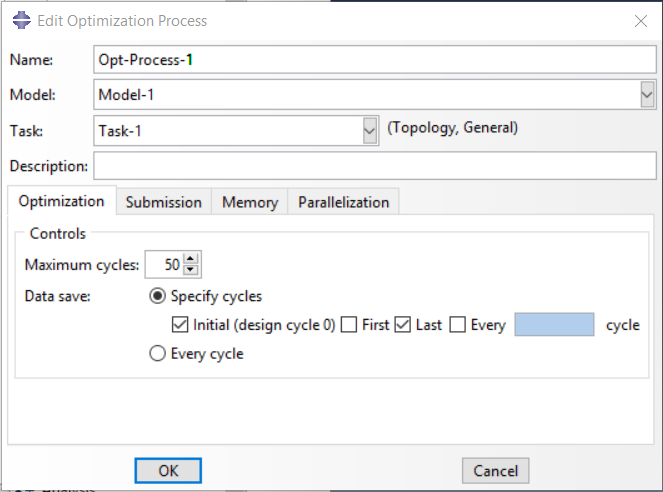 Edit Optimization Process
Name: Opt-Process-1
Model: Model-1
Task: Task-1 (Topology, General)
Description:
Optimization Submission Memory Parallelization
Controls
Maximum cycles: 50
Data save: Specify cycles
Initial (design cycle 0) First Last Every cycle
Every cycle
OK Cancel